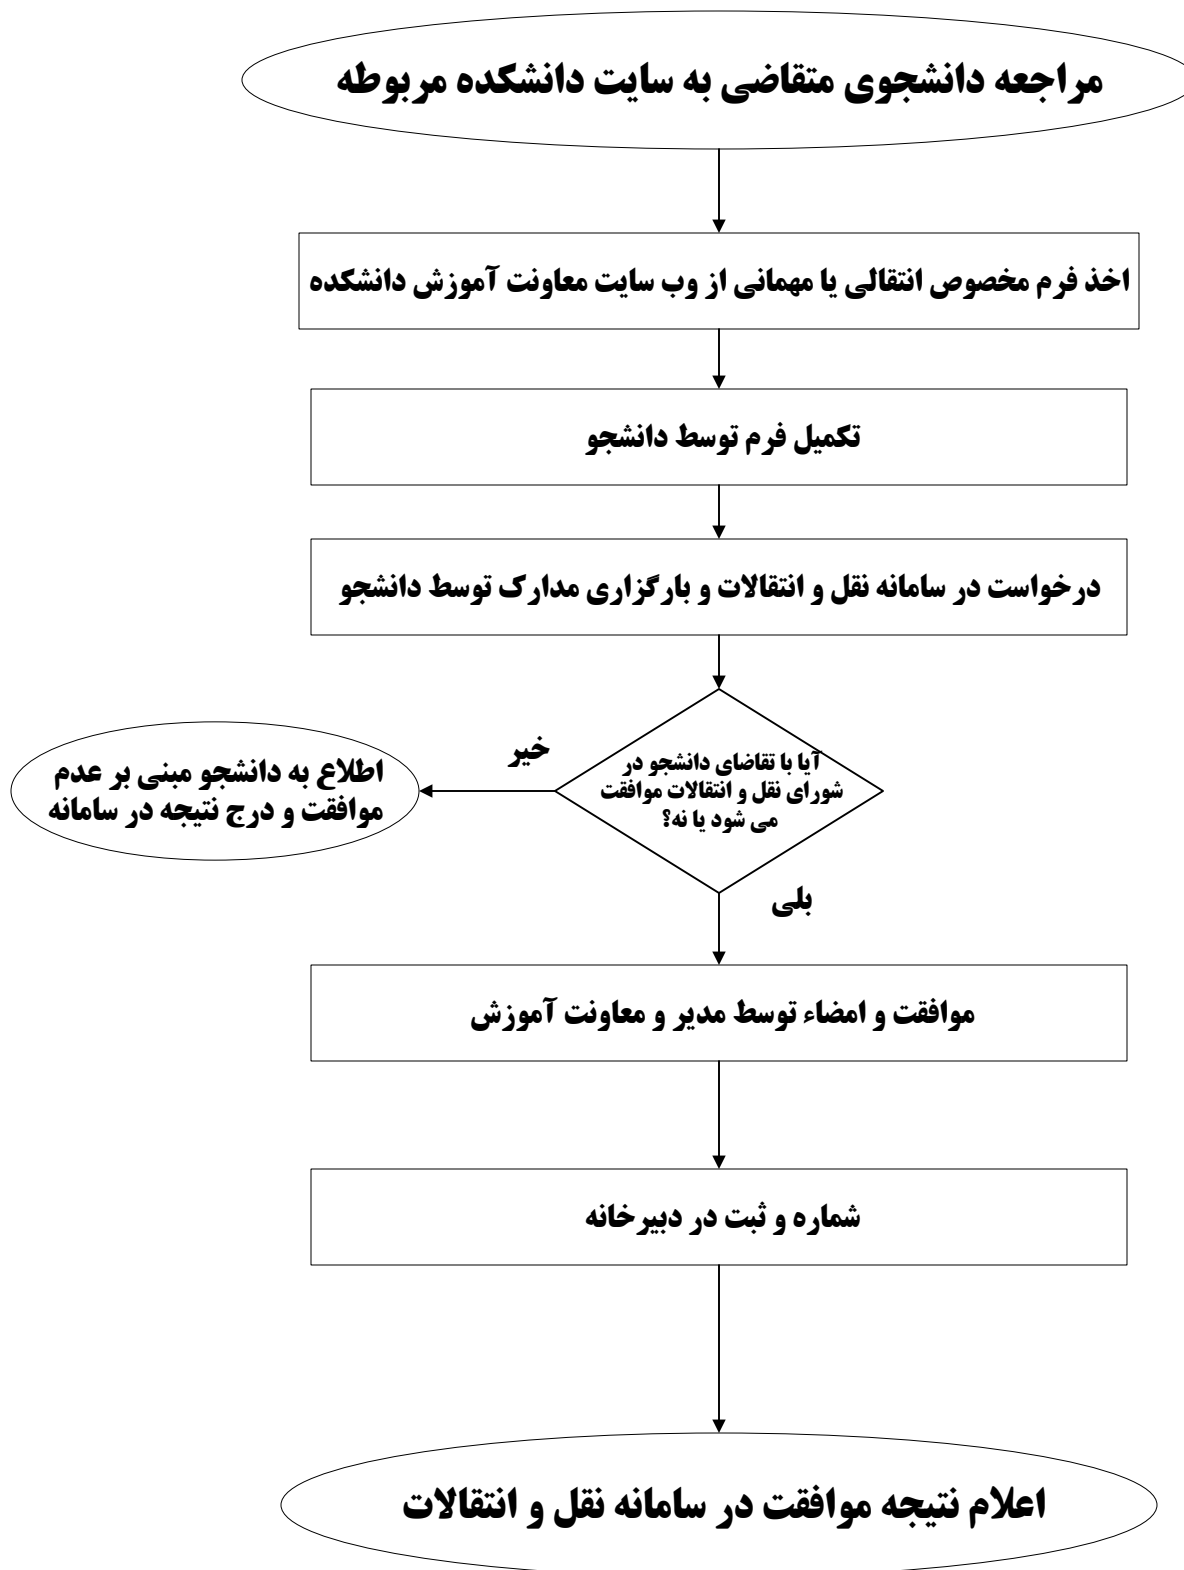 مراجعه دانشجوی متقاضی به سایت دانشکده مربوطه
اخذ فرم مخصوص انتقالی یا مهمانی از وب سایت معاونت آموزش دانشکده
تکمیل فرم توسط دانشجو
درخواست در سامانه نقل و انتقالات و بارگزاری مدارک توسط دانشجو
آیا با تقاضای دانشجو در
شورای نقل و انتقالات موافقت
می شود یا نه؟
خیر
اطلاع به دانشجو مبنی بر عدم
موافقت و درج نتیجه در سامانه
بلی
موافقت و امضاء توسط مدیر و معاونت آموزش
شماره و ثبت در دبیرخانه
اعلام نتیجه موافقت در سامانه نقل و انتقالات